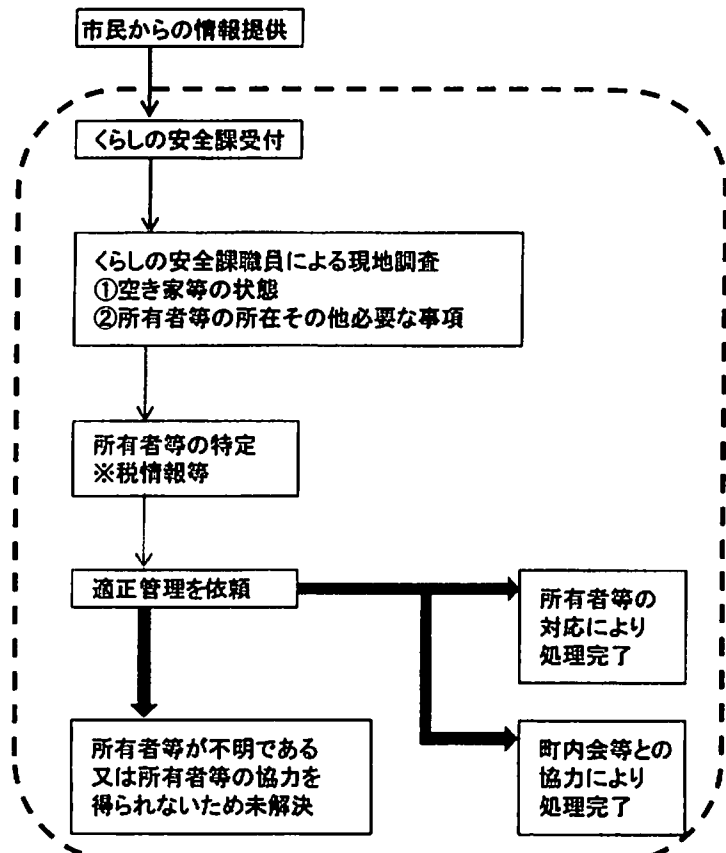 市民からの情報提供
くらしの安全課受付
くらしの安全課職員による現地調査
①空き家等の状態
②所有者等の所在その他必要な事項
所有者等の特定
※税情報等
適正管理を依頼
所有者等の
対応により
処理完了
所有者等が不明である
又は所有者等の協力を
得られないため未解決
町内会等との
協力により
処理完了